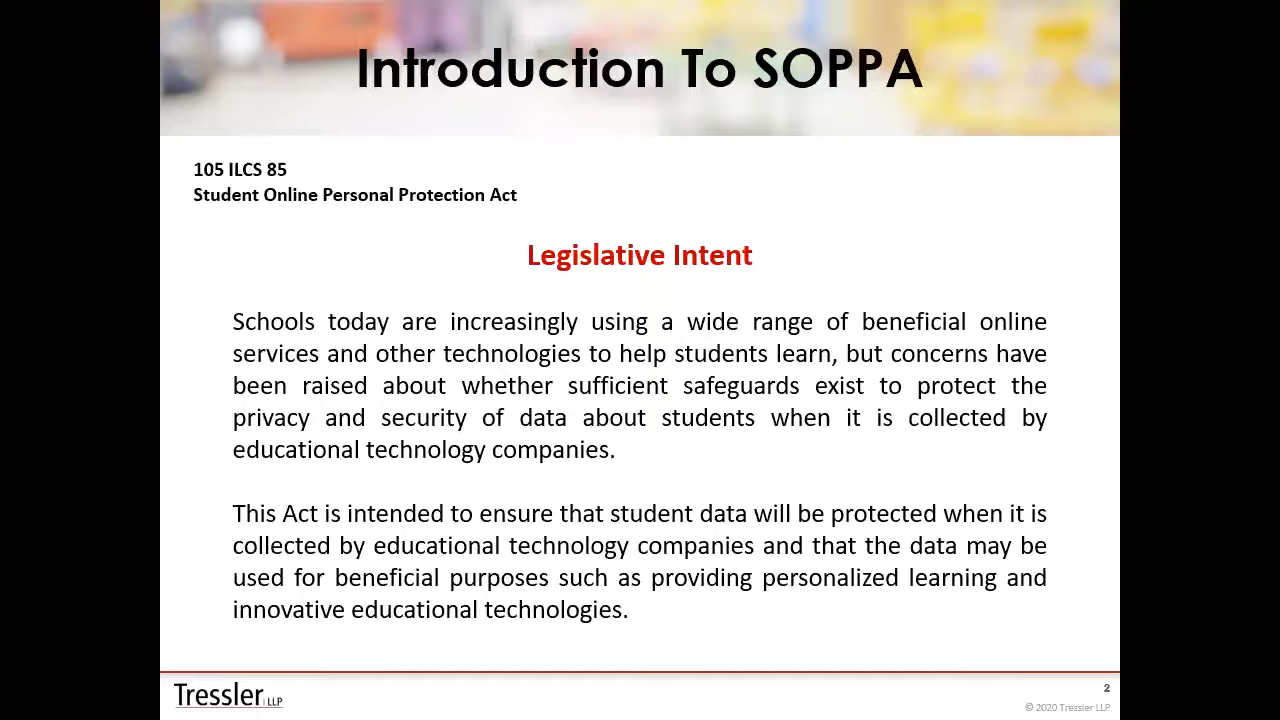 Introduction To SOPPA
105 ILCS 85
Student Online Personal Protection Act
Legislative Intent
Schools today are increasingly using a wide range of beneficial online
services and other technologies to help students learn, but concerns have
been raised about whether sufficient safeguards exist to protect the
privacy and security of data about students when it is collected by
educational technology companies.
This Act is intended to ensure that student data will be protected when it is
collected by educational technology companies and that the data may be
used for beneficial purposes such as providing personalized learning and
innovative educational technologies.
Tressler LLP
2
© 2020 Tressler LLP